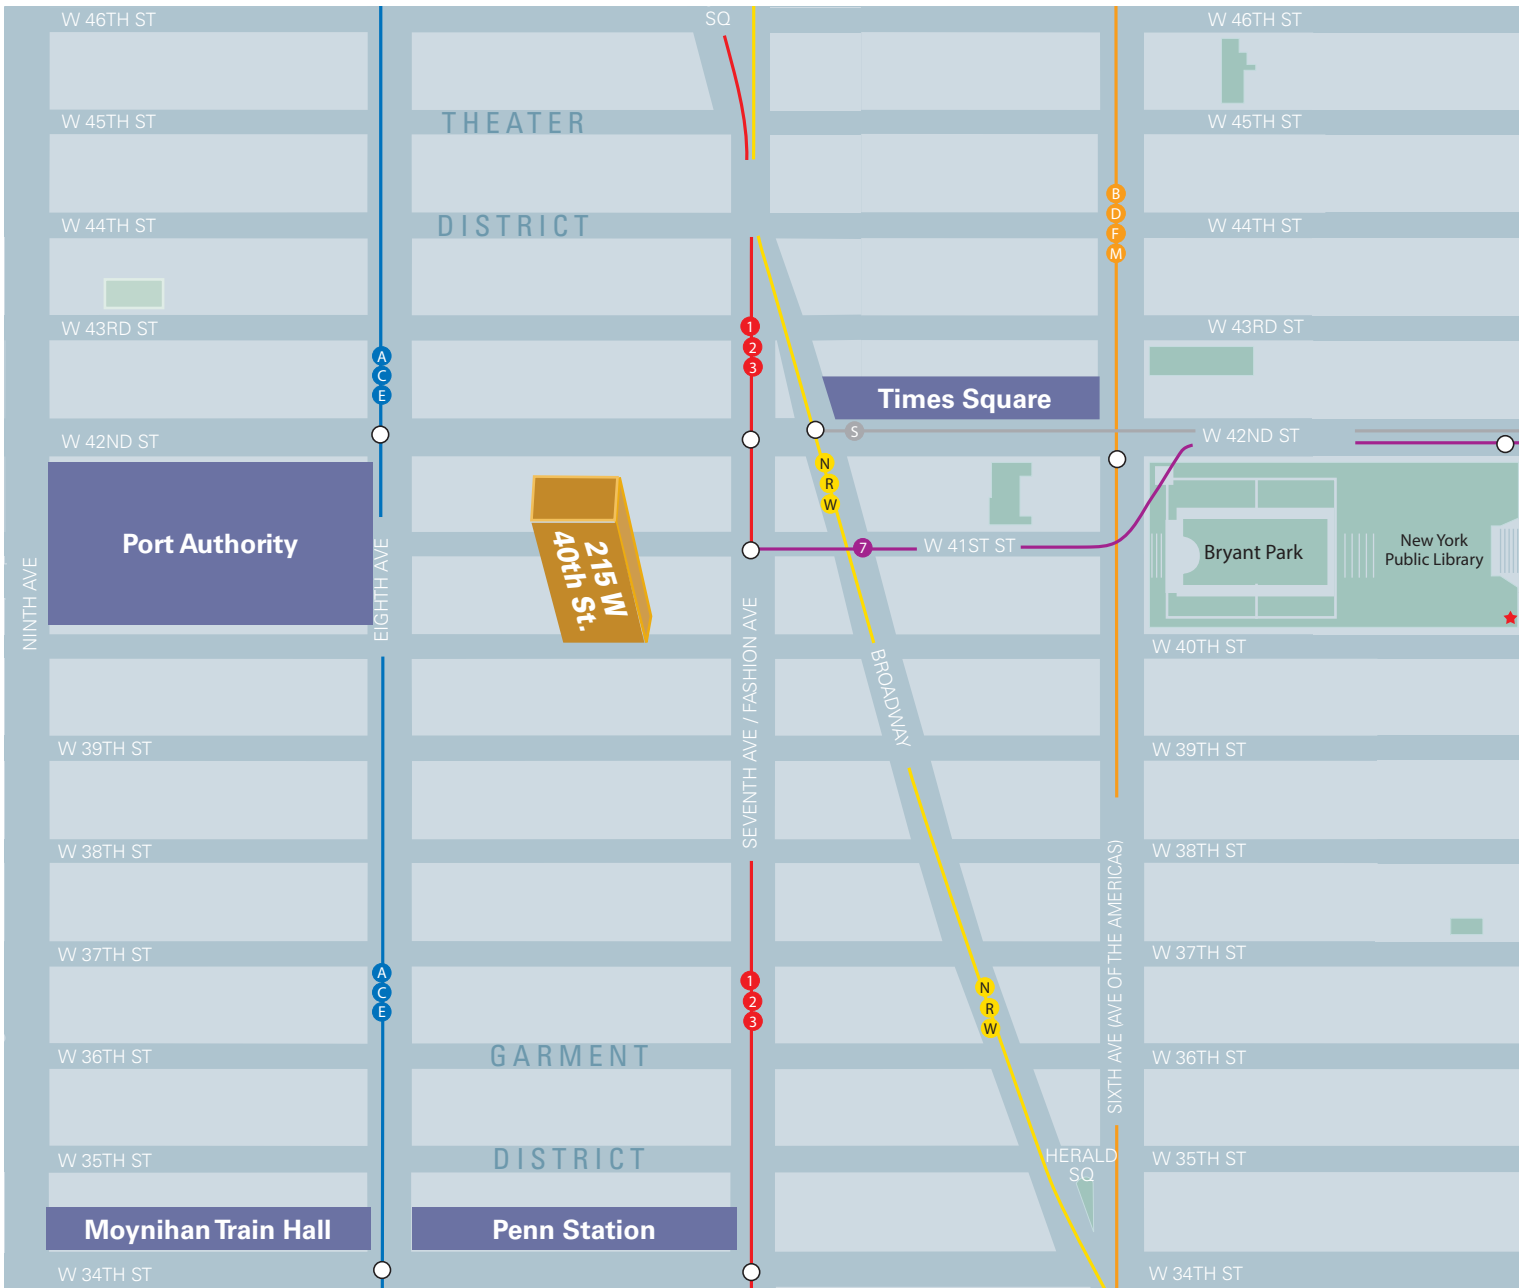 W 46TH ST
SQ
W 46TH ST
W 45TH ST
THEATER
W 45TH ST
B
D
F
M
W 44TH ST
DISTRICT
W 44TH ST
W 43RD ST
1
2
3
W 43RD ST
A
C
E
Times Square
W 42ND ST
S
W 42ND ST
N
R
W
Port Authority
215 W
40th St.
7
W 41ST ST
Bryant Park
New York
Public Library
NINTH AVE
EIGHTH AVE
SEVENTH AVE / FASHION AVE
BROADWAY
W 40TH ST
W 39TH ST
W 39TH ST
W 38TH ST
W 38TH ST
SIXTH AVE (AVE OF THE AMERICAS)
W 37TH ST
W 37TH ST
A
C
E
1
2
3
N
R
W
W 36TH ST
GARMENT
W 36TH ST
W 35TH ST
DISTRICT
HERALD
SQ
W 35TH ST
Moynihan Train Hall
Penn Station
W 34TH ST
W 34TH ST